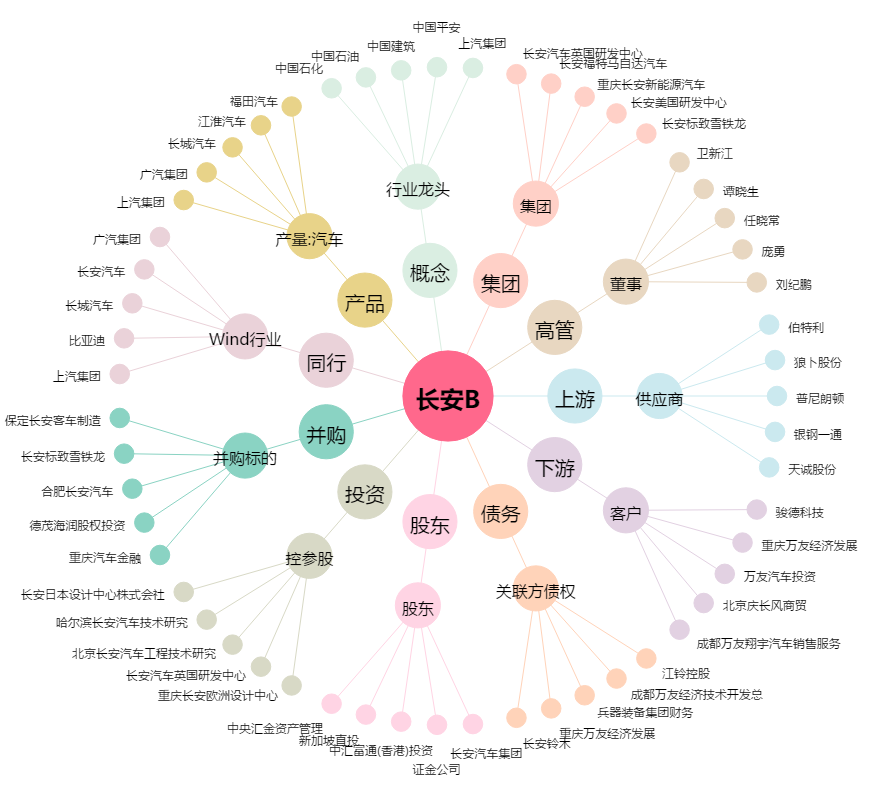 长安B
概念
行业龙头
中国石化
中国石油
中国建筑
中国平安
上汽集团
集团
集团
长安汽车英国研发中心
长安福特马自达汽车
重庆长安新能源汽车
长安美国研发中心
长安标致雪铁龙
高管
董事
卫新江
谭晓生
任晓常
庞勇
刘纪鹏
上游
供应商
伯特利
狼卜股份
普尼朗顿
银钢一通
天诚股份
下游
客户
骏德科技
重庆万友经济发展
万友汽车投资
北京庆长风商贸
成都万友翔宇汽车销售服务
债务
关联方债权
江铃控股
成都万友经济技术开发总
兵器装备集团财务
重庆万友经济发展
长安铃木
股东
股东
长安汽车集团
证金公司
中汇富通(香港)投资
新加坡直投
中央汇金资产管理
投资
控参股
重庆长安欧洲设计中心
长安汽车英国研发中心
北京长安汽车工程技术研究
哈尔滨长安汽车技术研究
长安日本设计中心株式会社
并购
并购标的
重庆汽车金融
德茂海润股权投资
合肥长安汽车
长安标致雪铁龙
保定长安客车制造
同行
Wind行业
上汽集团
比亚迪
长城汽车
长安汽车
广汽集团
产品
产量:汽车
上汽集团
广汽集团
长城汽车
江淮汽车
福田汽车